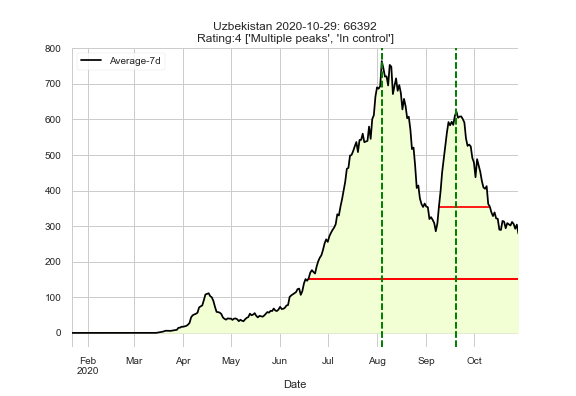 Uzbekistan 2020-10-29: 66392
Rating:4 ['Multiple peaks', 'In control']
Average-7d
800
700
600
500
400
300
200
100
0
Feb Mar Apr May Jun Jul Aug Sep Oct
2020
Date